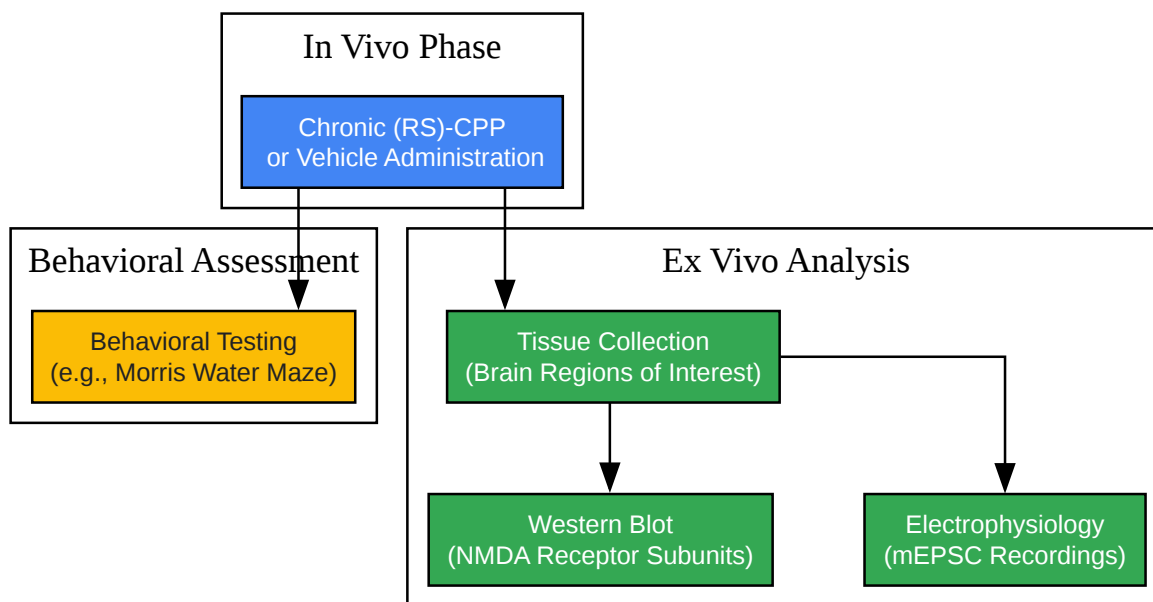 In Vivo Phase
Chronic (RS)-CPP
or Vehicle Administration
Behavioral Assessment
Behavioral Testing
(e.g., Morris Water Maze)
Ex Vivo Analysis
Tissue Collection
(Brain Regions of Interest)
Western Blot
(NMDA Receptor Subunits)
Electrophysiology
(mEPSC Recordings)